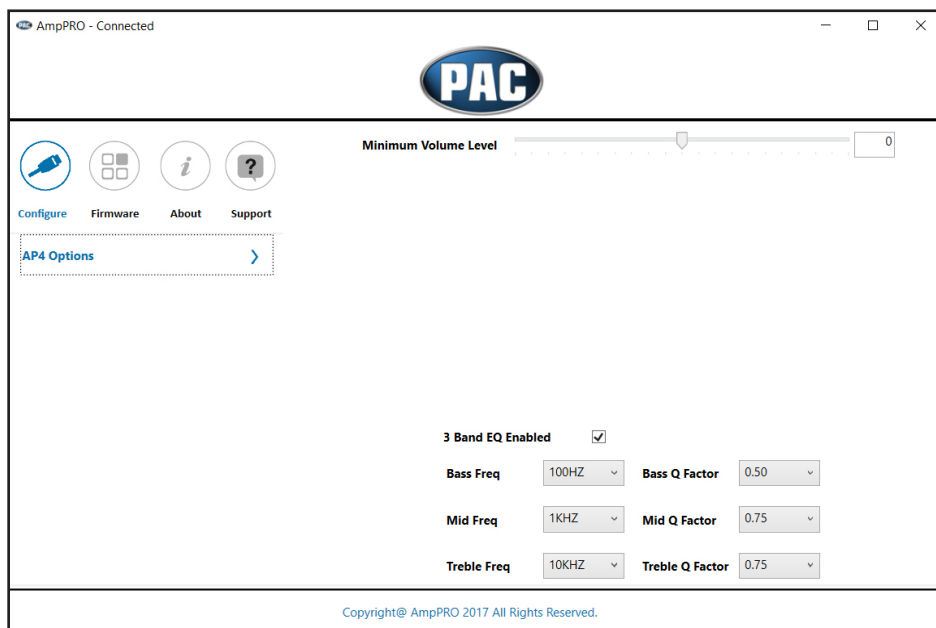 AmpPRO - Connected
PAC
PAC
Minimum Volume Level 0
Configure Firmware About Support
AP4 Options
3 Band EQ Enabled
Bass Freq 100HZ Bass Q Factor 0.50
Mid Freq 1KHZ Mid Q Factor 0.75
Treble Freq 10KHZ Treble Q Factor 0.75
Copyright@ AmpPRO 2017 All Rights Reserved.